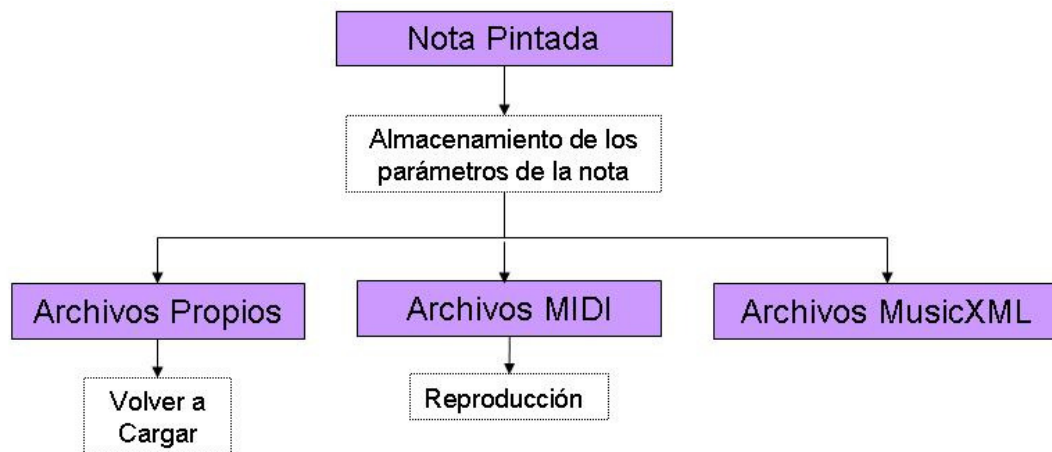 Nota Pintada
Almacenamiento de los
parámetros de la nota
Archivos Propios
Archivos MIDI
Archivos MusicXML
Volver a
Cargar
Reproducción